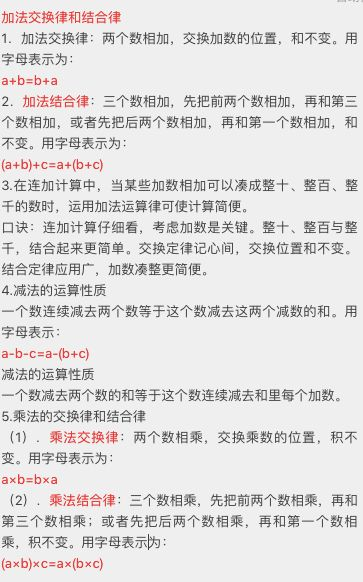 加法交换律和结合律
1．加法交换律：两个数相加，交换加数的位置，和不变。用
字母表示为：
a+b=b+a
2．加法结合律：三个数相加，先把前两个数相加，再和第三
个数相加，或者先把后两个数相加，再和第一个数相加，和
不变。用字母表示为：
(a+b)+c=a+(b+c)
3.在连加计算中，当某些加数相加可以凑成整十、整百、整
千的数时，运用加法运算律可使计算简便。
口诀：连加计算仔细看，考虑加数是关键。整十、整百与整
千，结合起来更简单。交换定律记心间，交换位置和不变。
结合定律应用广，加数凑整更简便。
4.减法的运算性质
一个数连续减去两个数等于这个数减去这两个减数的和。用
字母表示：
a-b-c=a-(b+c)
减法的运算性质
一个数减去两个数的和等于这个数连续减去和里每个加数。
5.乘法的交换律和结合律
（1）．乘法交换律：两个数相乘，交换乘数的位置，积不
变。用字母表示为：
a×b=b×a
（2）．乘法结合律：三个数相乘，先把前两个数相乘，再和
第三个数相乘；或者先把后两个数相乘，再和第一个数相
乘，积不变。用字母表示为：
(a×b)×c=a×(b×c)